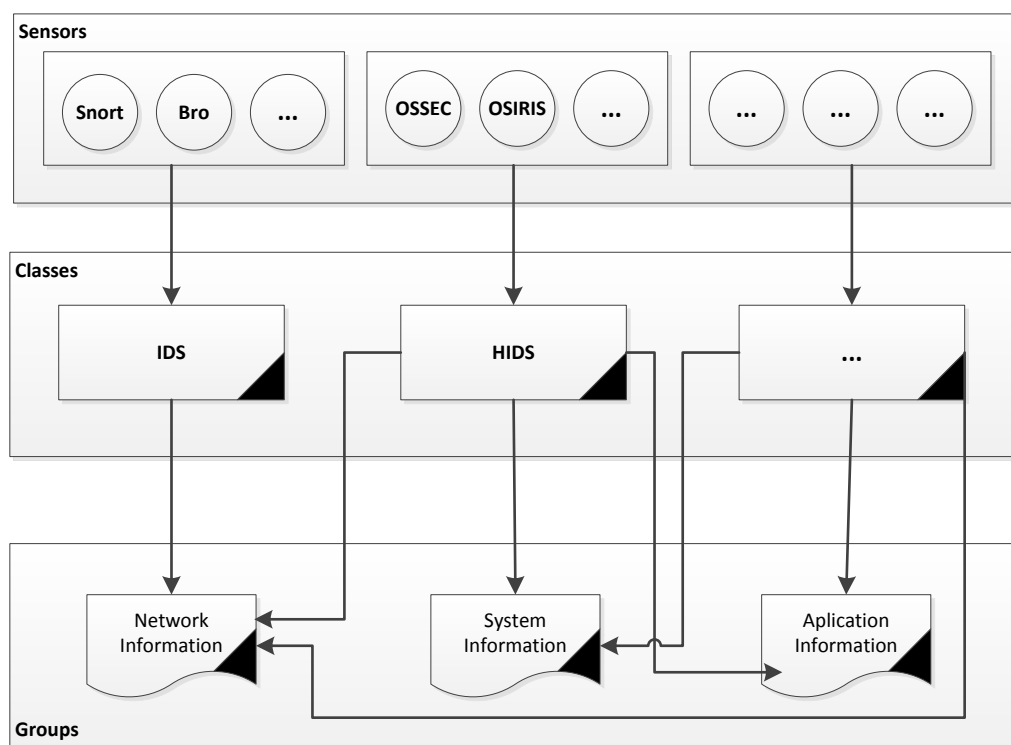 Sensors
Snort
Bro
...
OSSEC
OSIRIS
...
...
...
...
Classes
IDS
HIDS
...
Network
Information
System
Information
Aplication
Information
Groups